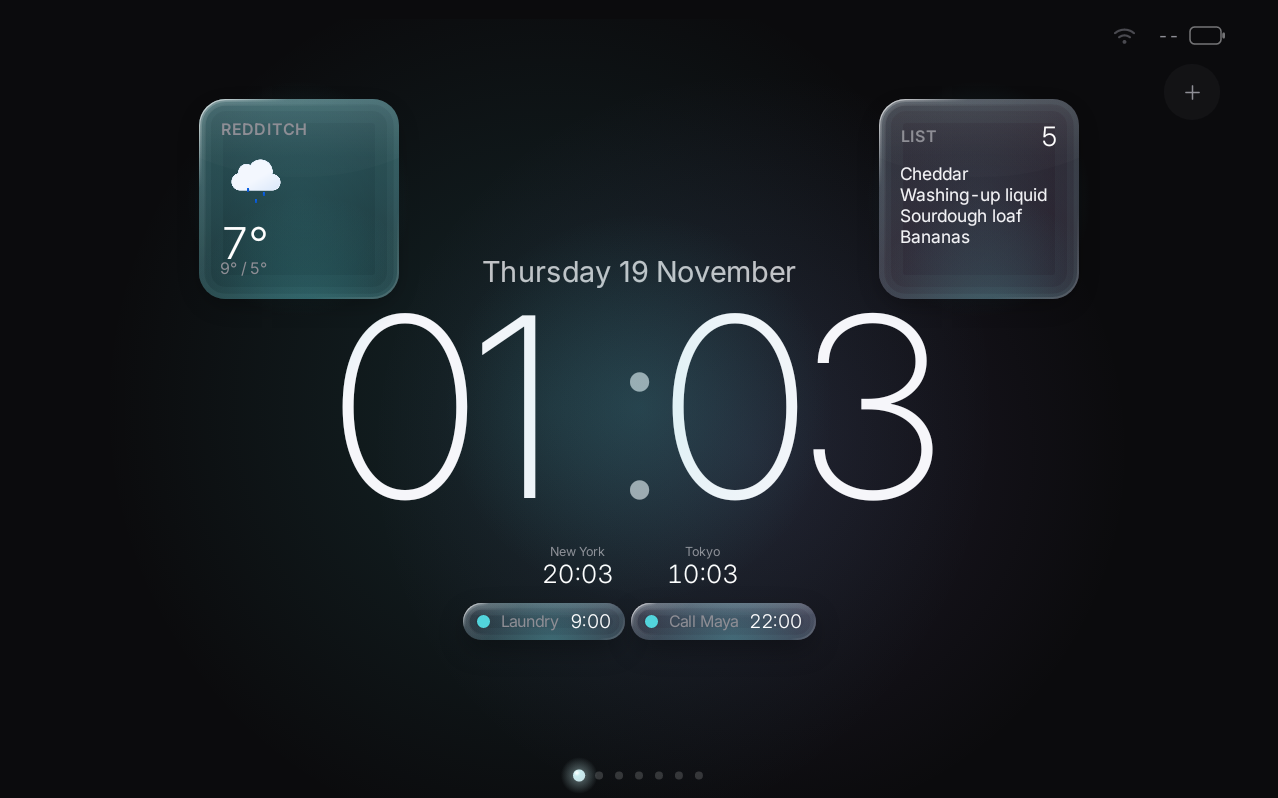 --
REDDITCH
7°
9° / 5°
LIST
5
Cheddar
Washing-up liquid
Sourdough loaf
Bananas
Thursday 19 November
01:03
New York
20:03
Tokyo
10:03
Laundry 9:00
Call Maya 22:00